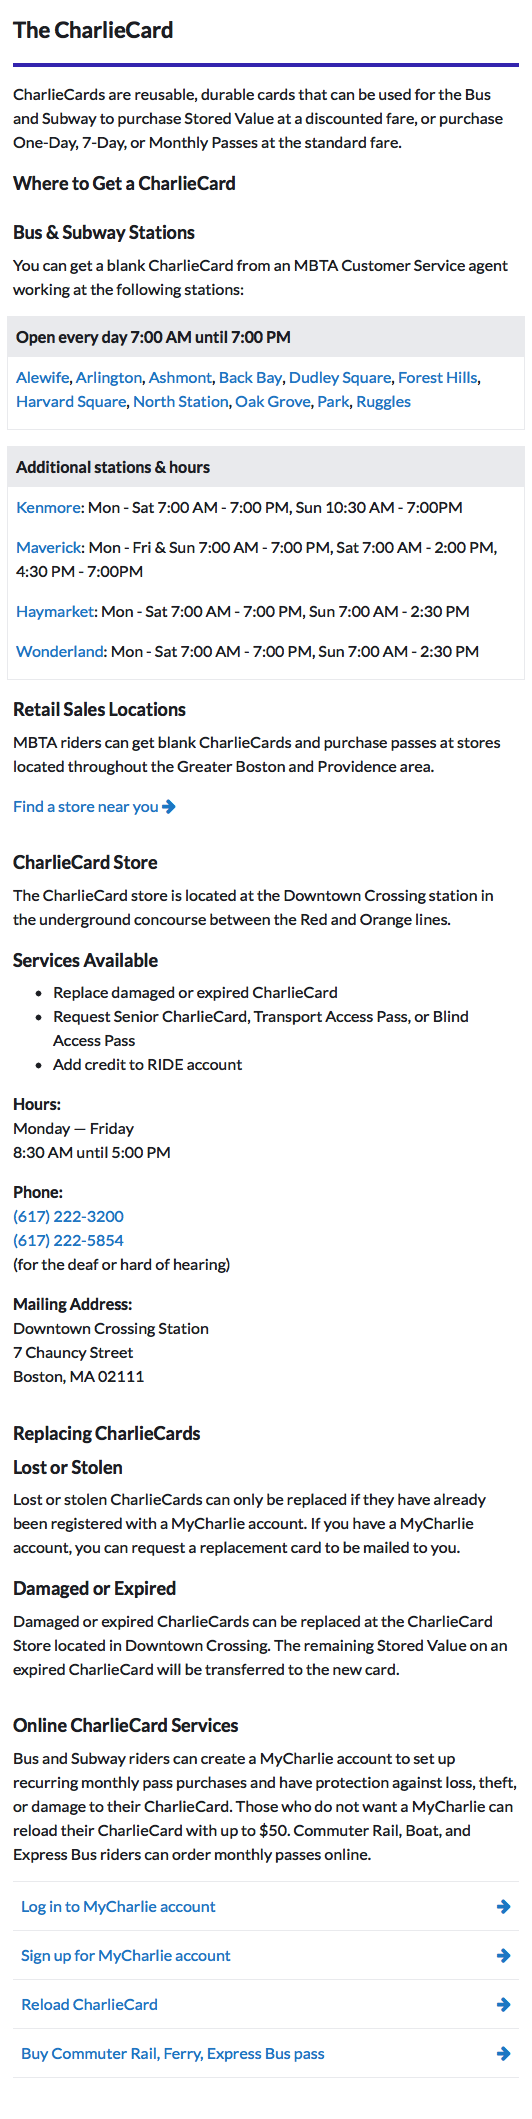 The CharlieCard
CharlieCards are reusable, durable cards that can be used for the Bus
and Subway to purchase Stored Value at a discounted fare, or purchase
One-Day, 7-Day, or Monthly Passes at the standard fare.
Where to Get a CharlieCard
Bus & Subway Stations
You can get a blank CharlieCard from an MBTA Customer Service agent
working at the following stations:
Open every day 7:00 AM until 7:00 PM
Alewife, Arlington, Ashmont, Back Bay, Dudley Square, Forest Hills,
Harvard Square, North Station, Oak Grove, Park, Ruggles
Additional stations & hours
Kenmore: Mon - Sat 7:00 AM - 7:00 PM, Sun 10:30 AM - 7:00PM
Maverick: Mon - Fri & Sun 7:00 AM - 7:00 PM, Sat 7:00 AM - 2:00 PM,
4:30 PM - 7:00PM
Haymarket: Mon - Sat 7:00 AM - 7:00 PM, Sun 7:00 AM - 2:30 PM
Wonderland: Mon - Sat 7:00 AM - 7:00 PM, Sun 7:00 AM - 2:30 PM
Retail Sales Locations
MBTA riders can get blank CharlieCards and purchase passes at stores
located throughout the Greater Boston and Providence area.
Find a store near you
CharlieCard Store
The CharlieCard store is located at the Downtown Crossing station in
the underground concourse between the Red and Orange lines.
Services Available
• Replace damaged or expired CharlieCard
• Request Senior CharlieCard, Transport Access Pass, or Blind
Access Pass
• Add credit to RIDE account
Hours:
Monday — Friday
8:30 AM until 5:00 PM
Phone:
(617) 222-3200
(617) 222-5854
(for the deaf or hard of hearing)
Mailing Address:
Downtown Crossing Station
7 Chauncy Street
Boston, MA 02111
Replacing CharlieCards
Lost or Stolen
Lost or stolen CharlieCards can only be replaced if they have already
been registered with a MyCharlie account. If you have a MyCharlie
account, you can request a replacement card to be mailed to you.
Damaged or Expired
Damaged or expired CharlieCards can be replaced at the CharlieCard
Store located in Downtown Crossing. The remaining Stored Value on an
expired CharlieCard will be transferred to the new card.
Online CharlieCard Services
Bus and Subway riders can create a MyCharlie account to set up
recurring monthly pass purchases and have protection against loss, theft,
or damage to their CharlieCard. Those who do not want a MyCharlie can
reload their CharlieCard with up to $50. Commuter Rail, Boat, and
Express Bus riders can order monthly passes online.
Log in to MyCharlie account
Sign up for MyCharlie account
Reload CharlieCard
Buy Commuter Rail, Ferry, Express Bus pass